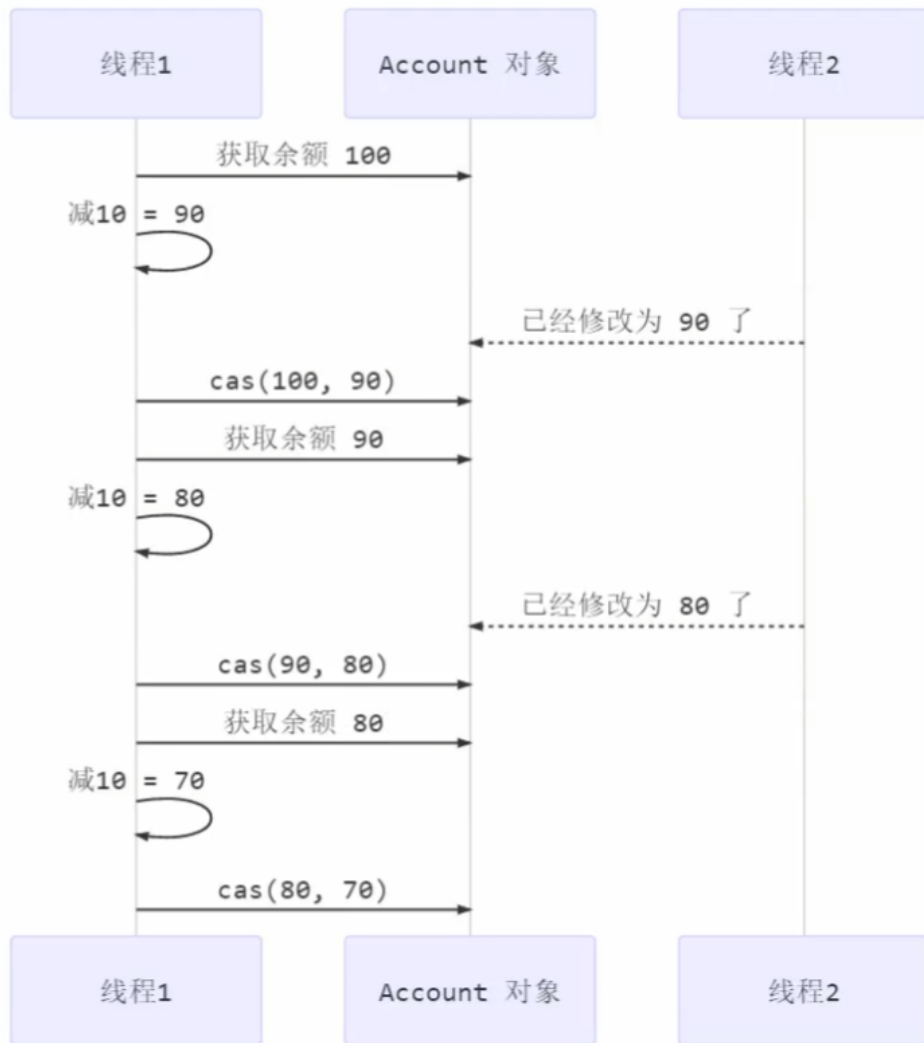 线程1
Account 对象
线程2
获取余额 100
减10 = 90
已经修改为 90 了
cas(100, 90)
获取余额 90
减10 = 80
已经修改为 80 了
cas(90, 80)
获取余额 80
减10 = 70
cas(80, 70)
线程1
Account 对象
线程2